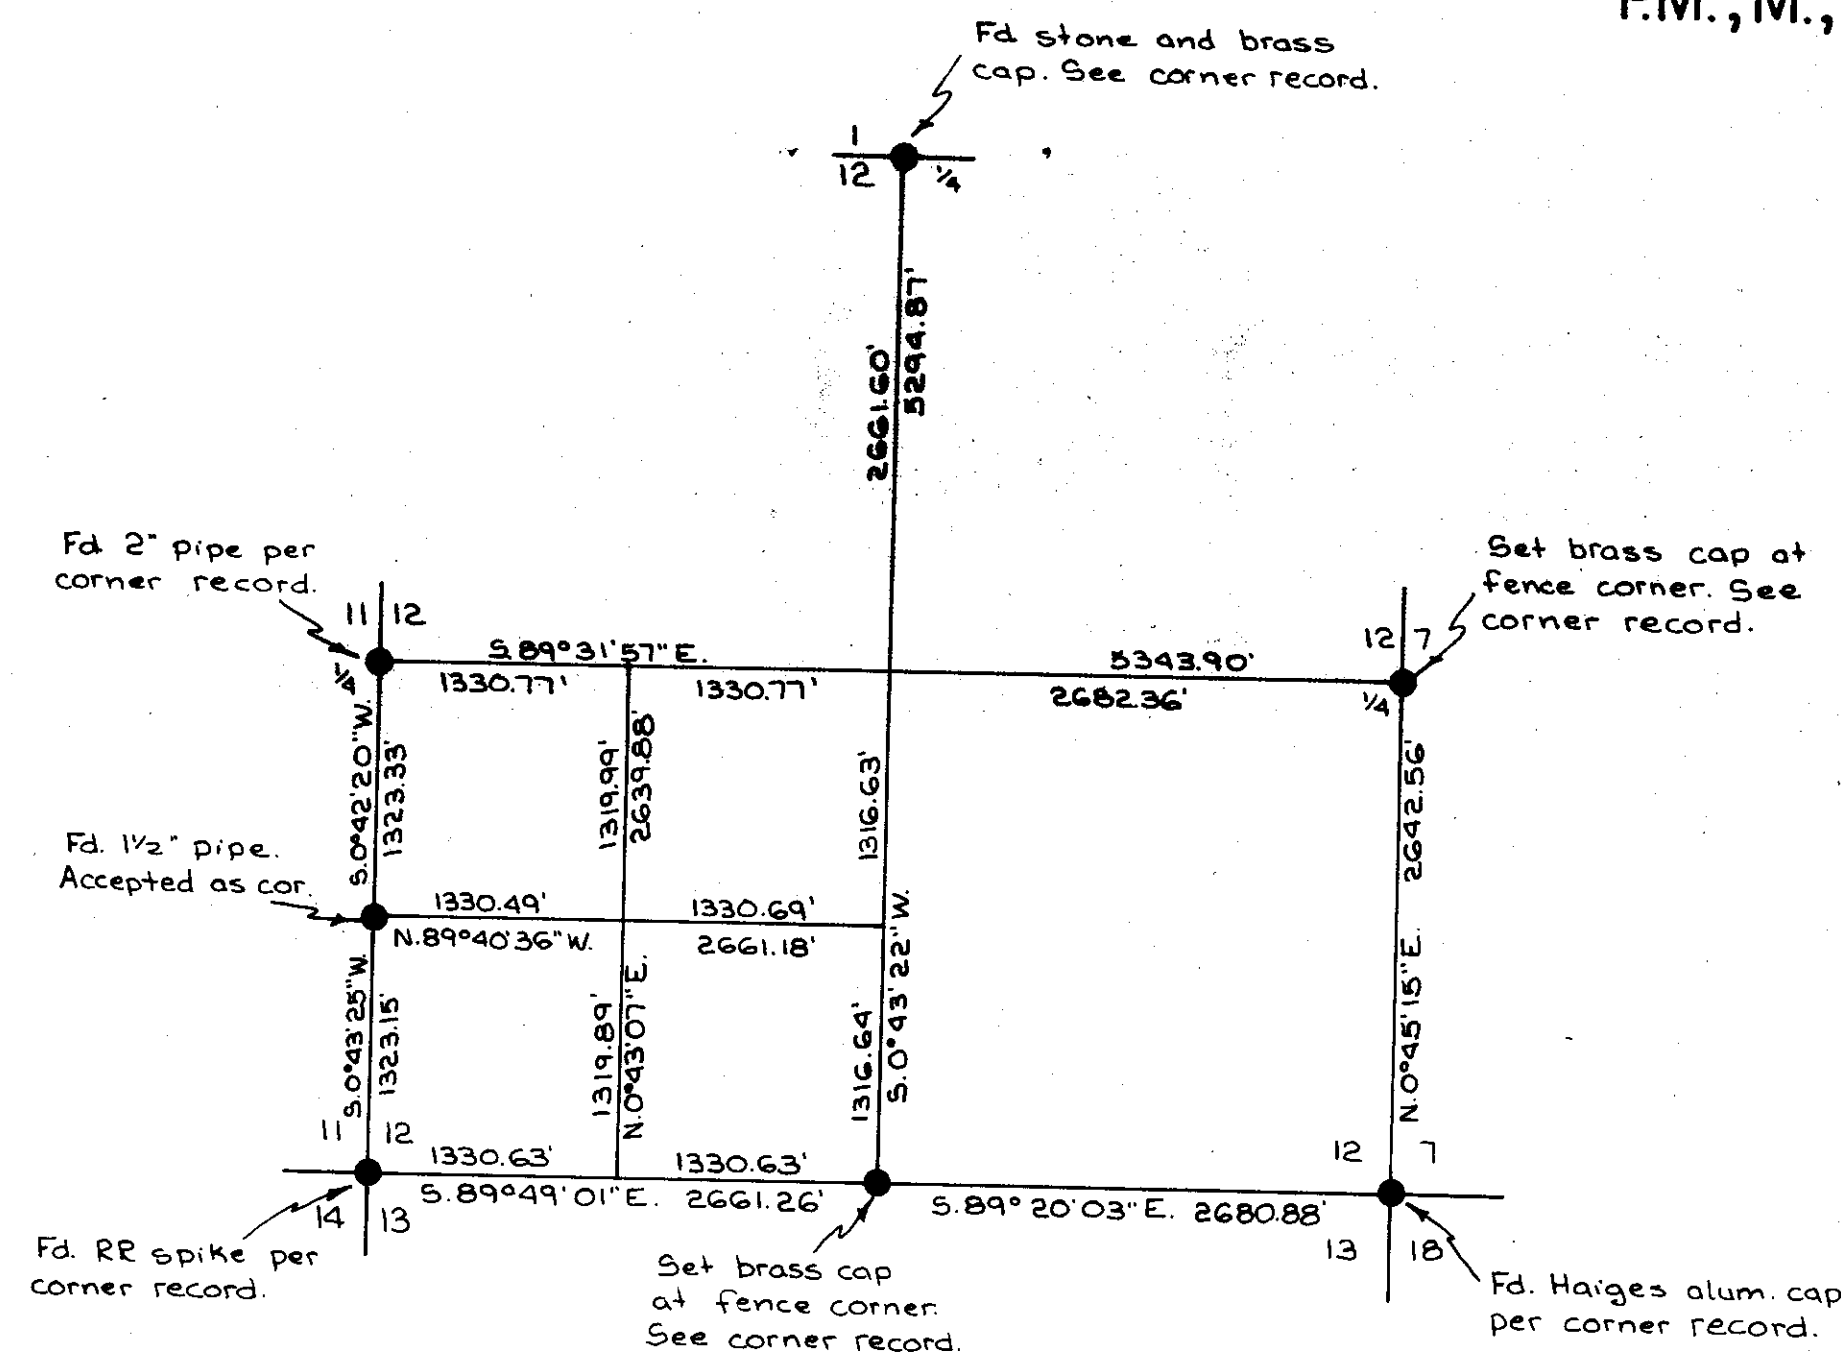 P.M., M.,
Fd stone and brass
cap. See corner record.
1
12 1/4
2661.60'
5294.87'
Fd 2" pipe per
corner record.
11 12
1/4
S.89°31'57"E.
5343.90'
1330.77'
1330.77'
2682.36'
Set brass cap at
fence corner. See
corner record.
12 7
1/4
S.0°42'20"W.
1323.33'
1319.99'
2639.88'
1316.63'
2642.56'
Fd. 1½" pipe.
Accepted as cor.
1330.49'
1330.69'
N.89°40'36"W.
2661.18'
S.0°43'25"W.
1323.15'
1319.89'
N.0°43'07"E.
1316.64'
S.0°43'22"W.
N.0°45'15"E.
11 12
12 7
1330.63'
1330.63'
S.89°49'01"E. 2661.26'
S.89°20'03"E. 2680.88'
14 13
13 18
Fd. RR spike per
corner record.
Set brass cap
at fence corner.
See corner record.
Fd. Haiges alum. cap
per corner record.